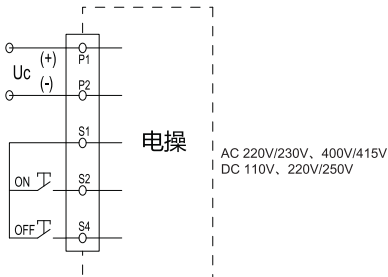 (+)
P1
Uc
(-)
P2
S1
电操
AC 220V/230V、400V/415V
DC 110V、220V/250V
ON
S2
OFF
S4